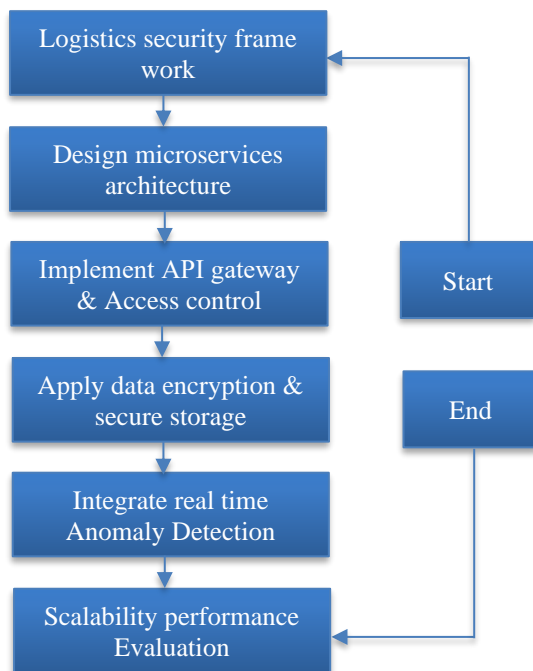 Logistics security frame
work
Design microservices
architecture
Implement API gateway
& Access control
Start
Apply data encryption &
secure storage
End
Integrate real time
Anomaly Detection
Scalability performance
Evaluation